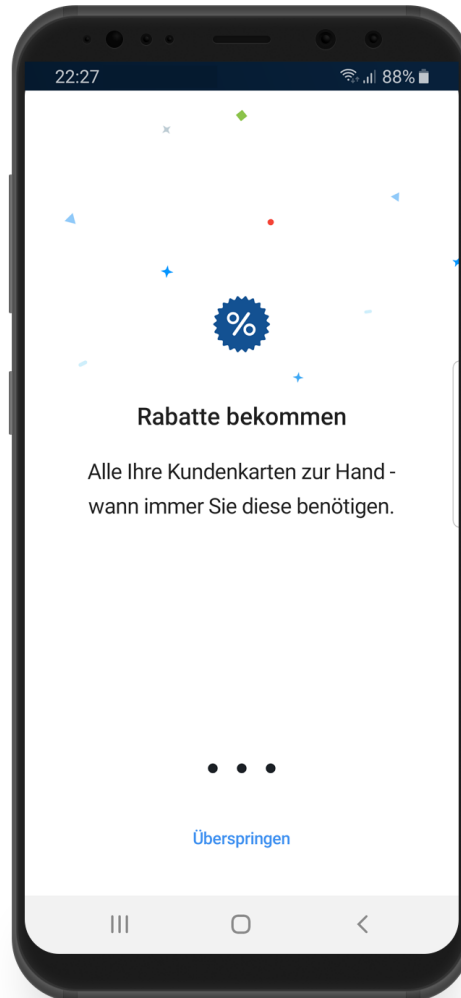 22:27
88%
%
Rabatte bekommen
Alle Ihre Kundenkarten zur Hand -
wann immer Sie diese benötigen.
Überspringen